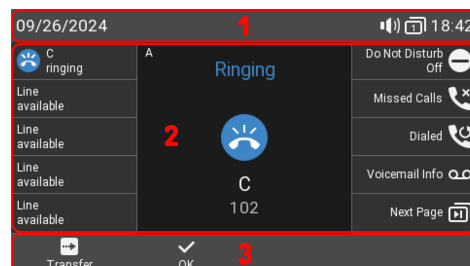 09/26/2024
1
1
18:42
C
ringing
Line
available
Line
available
Line
available
Line
available
A
Ringing
2
C
102
Do Not Disturb
Off
Missed Calls
Dialed
Voicemail Info
Next Page
Transfer
OK
3